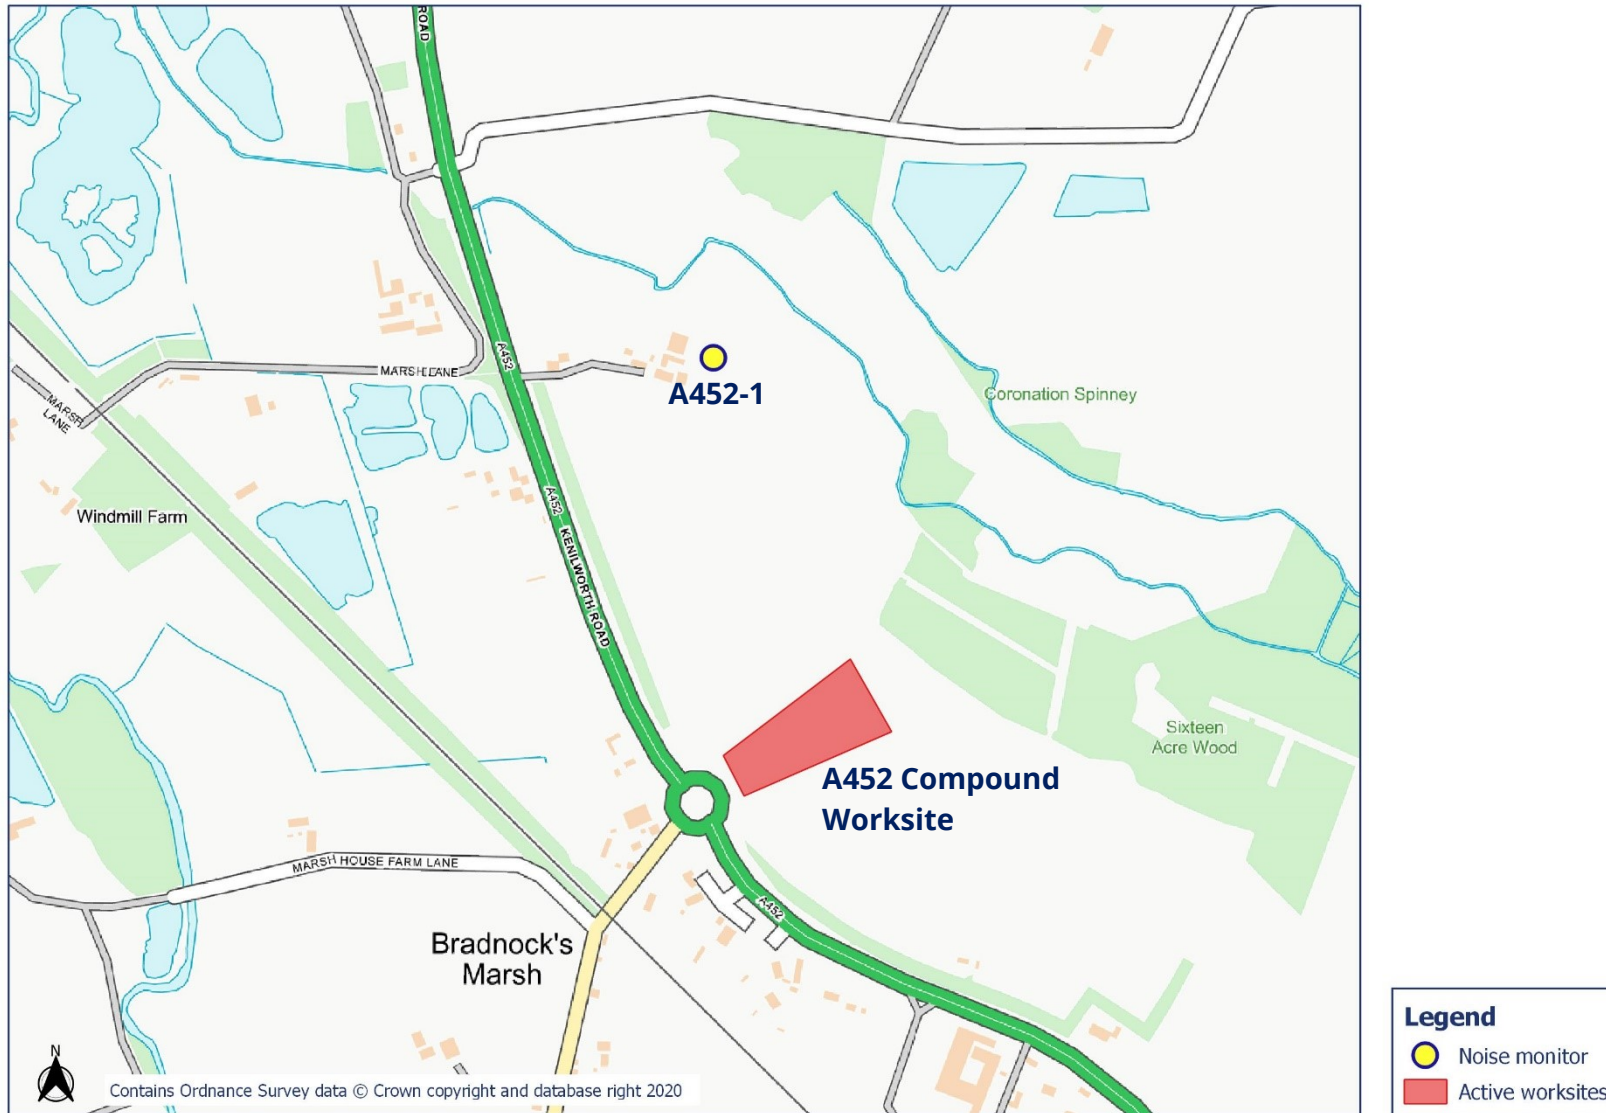 ROAD
A452
MARSH LANE
A452-1
Coronation Spinney
MARSH
LANE
A452
Windmill Farm
KENILWORTH ROAD
Sixteen
Acre Wood
A452 Compound
Worksite
MARSH HOUSE FARM LANE
A452
Bradnock's
Marsh
Legend
Noise monitor
Active worksites
N
Contains Ordnance Survey data © Crown copyright and database right 2020